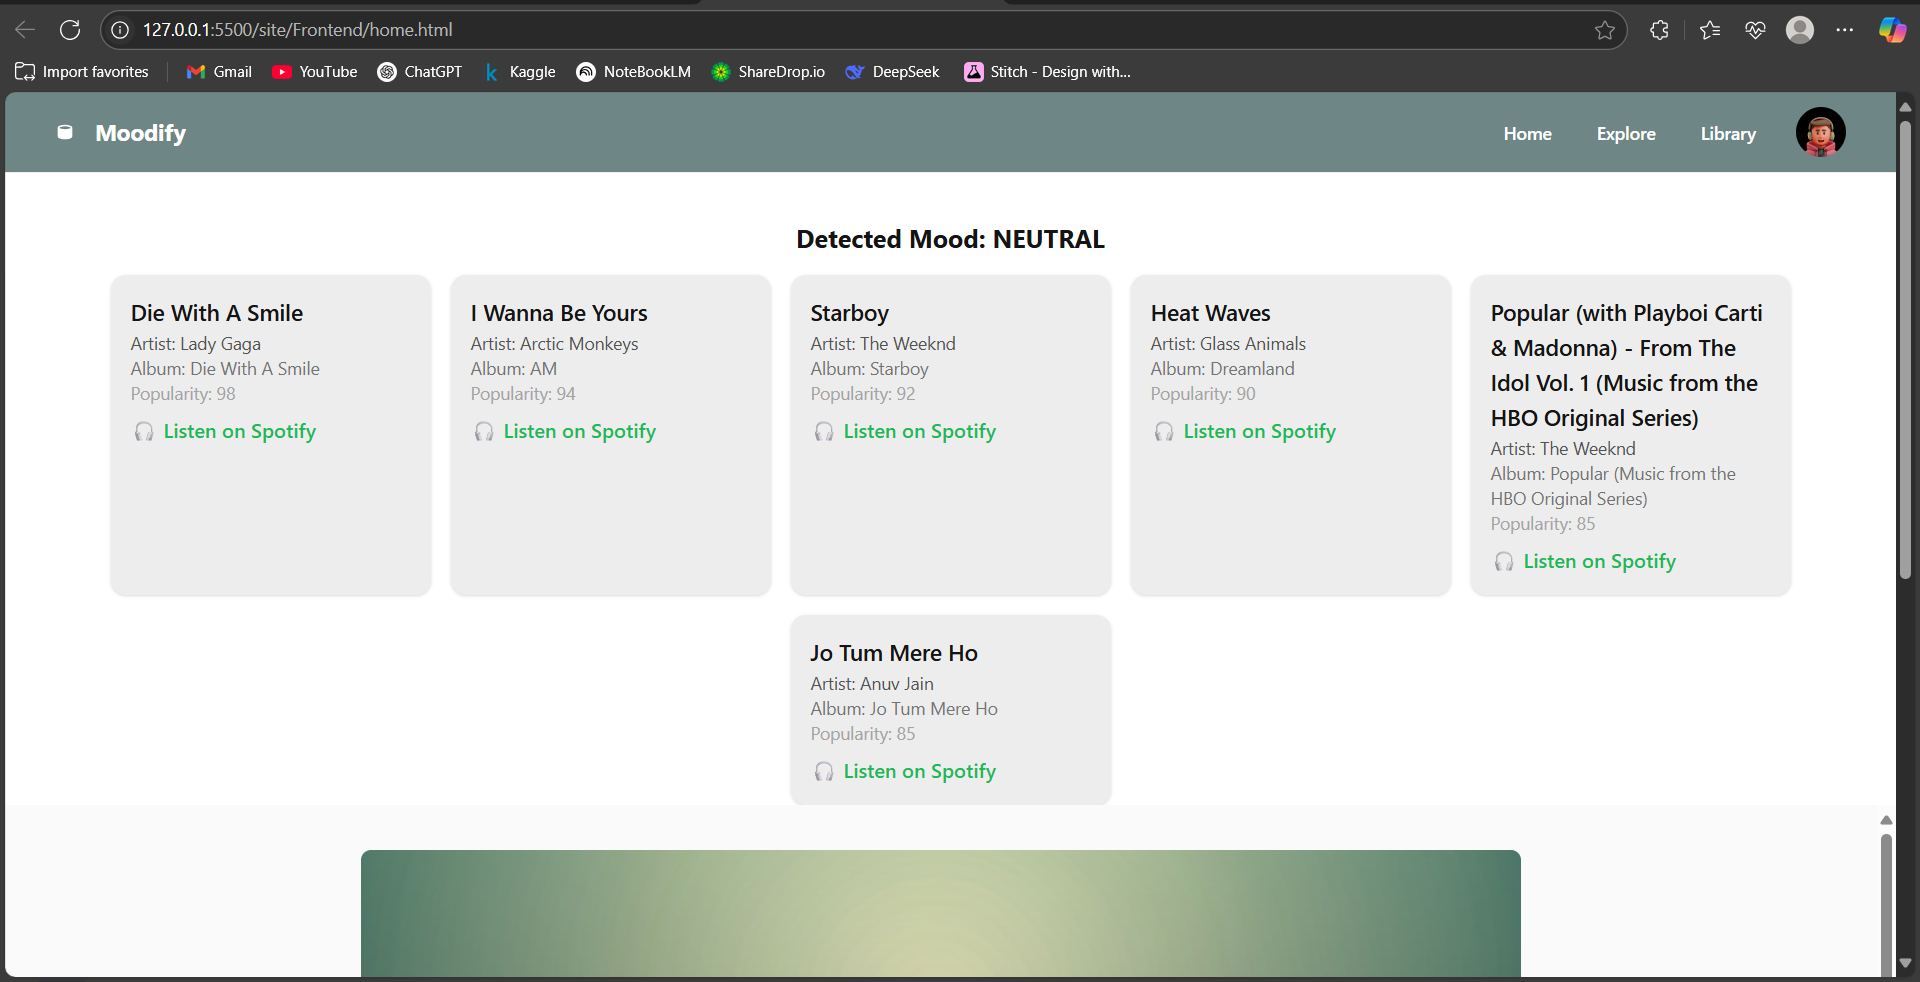 127.0.0.1:5500/site/Frontend/home.html
Import favorites
Gmail
YouTube
ChatGPT
Kaggle
NoteBookLM
ShareDrop.io
DeepSeek
Stitch - Design with...
Moodify
Home
Explore
Library
Detected Mood: NEUTRAL
Die With A Smile
Artist: Lady Gaga
Album: Die With A Smile
Popularity: 98
Listen on Spotify
I Wanna Be Yours
Artist: Arctic Monkeys
Album: AM
Popularity: 94
Listen on Spotify
Starboy
Artist: The Weeknd
Album: Starboy
Popularity: 92
Listen on Spotify
Heat Waves
Artist: Glass Animals
Album: Dreamland
Popularity: 90
Listen on Spotify
Popular (with Playboi Carti
& Madonna) - From The
Idol Vol. 1 (Music from the
HBO Original Series)
Artist: The Weeknd
Album: Popular (Music from the
HBO Original Series)
Popularity: 85
Listen on Spotify
Jo Tum Mere Ho
Artist: Anuv Jain
Album: Jo Tum Mere Ho
Popularity: 85
Listen on Spotify